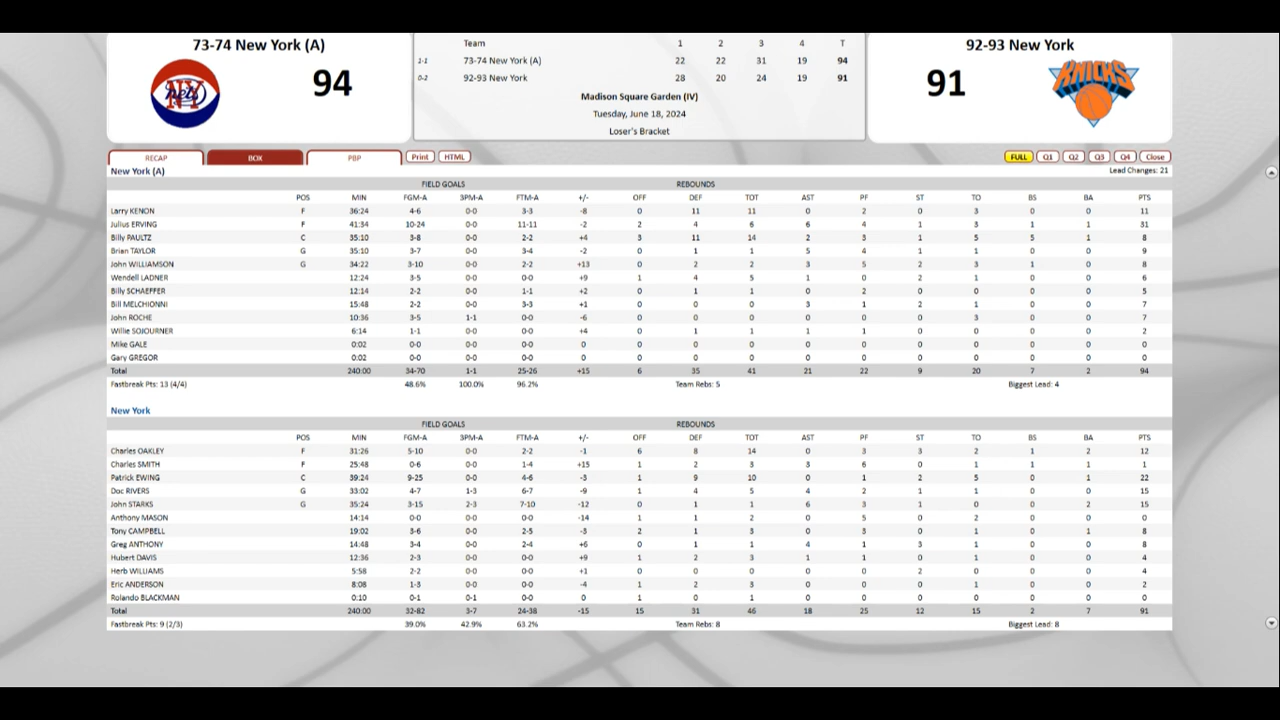 73-74 New York (A)
94
Team 1 2 3 4 T
1-1 73-74 New York (A) 22 22 31 19 94
0-2 92-93 New York 28 20 24 19 91
Madison Square Garden (IV)
Tuesday, June 18, 2024
Loser's Bracket
92-93 New York
91
NY
nets
KNICKS
RECAP BOX PBP Print HTML FULL Q1 Q2 Q3 Q4 Close
New York (A) Lead Changes: 21
FIELD GOALS REBOUNDS
POS MIN FGM-A 3PM-A FTM-A +/- OFF DEF TOT AST PF ST TO BS BA PTS
Larry KENON F 36:24 4-6 0-0 3-3 -8 0 11 11 0 2 0 3 0 0 11
Julius ERVING F 41:34 10-24 0-0 11-11 -2 2 4 6 6 4 1 3 1 1 31
Billy PAULTZ C 35:10 3-8 0-0 2-2 +4 3 11 14 2 3 1 5 5 1 8
Brian TAYLOR G 35:10 3-7 0-0 3-4 -2 0 1 1 5 4 1 1 0 0 9
John WILLIAMSON G 34:22 3-10 0-0 2-2 +13 0 2 2 3 5 2 3 1 0 8
Wendell LADNER 12:24 3-5 0-0 0-0 +9 1 4 5 1 0 2 1 0 0 6
Billy SCHAEFFER 12:14 2-2 0-0 1-1 +2 0 1 1 0 2 0 0 0 0 5
Bill MELCHIONNI 15:48 2-2 0-0 3-3 +1 0 0 0 3 1 2 1 0 0 7
John ROCHE 10:36 3-5 1-1 0-0 -6 0 0 0 0 0 0 3 0 0 7
Willie SOJOURNER 6:14 1-1 0-0 0-0 +4 0 1 1 1 1 0 0 0 0 2
Mike GALE 0:02 0-0 0-0 0-0 0 0 0 0 0 0 0 0 0 0 0
Gary GREGOR 0:02 0-0 0-0 0-0 0 0 0 0 0 0 0 0 0 0 0
Total 240:00 34-70 1-1 25-26 +15 6 35 41 21 22 9 20 7 2 94
Fastbreak Pts: 13 (4/4) 48.6% 100.0% 96.2% Team Rebs: 5 Biggest Lead: 4
New York
FIELD GOALS REBOUNDS
POS MIN FGM-A 3PM-A FTM-A +/- OFF DEF TOT AST PF ST TO BS BA PTS
Charles OAKLEY F 31:26 5-10 0-0 2-2 -1 6 8 14 0 3 3 2 1 2 12
Charles SMITH F 25:48 0-6 0-0 1-4 +15 1 2 3 3 6 0 1 1 1 1
Patrick EWING C 39:24 9-25 0-0 4-6 -3 1 9 10 0 1 2 5 0 1 22
Doc RIVERS G 33:02 4-7 1-3 6-7 -9 1 4 5 4 2 1 1 0 0 15
John STARKS G 35:24 3-15 2-3 7-10 -12 0 1 1 6 3 1 0 0 2 15
Anthony MASON 14:14 0-0 0-0 0-0 -14 1 1 2 0 5 0 2 0 0 0
Tony CAMPBELL 19:02 3-6 0-0 2-5 -3 2 1 3 0 3 0 1 0 1 8
Greg ANTHONY 14:48 3-4 0-0 2-4 +6 0 1 1 4 1 3 1 0 0 8
Hubert DAVIS 12:36 2-3 0-0 0-0 +9 1 2 3 1 1 0 1 0 0 4
Herb WILLIAMS 5:58 2-2 0-0 0-0 +1 0 0 0 0 0 2 0 0 0 4
Eric ANDERSON 8:08 1-3 0-0 0-0 -4 1 2 3 0 0 0 1 0 0 2
Rolando BLACKMAN 0:10 0-1 0-1 0-0 0 1 0 1 0 0 0 0 0 0 0
Total 240:00 32-82 3-7 24-38 -15 15 31 46 18 25 12 15 2 7 91
Fastbreak Pts: 9 (2/3) 39.0% 42.9% 63.2% Team Rebs: 8 Biggest Lead: 8